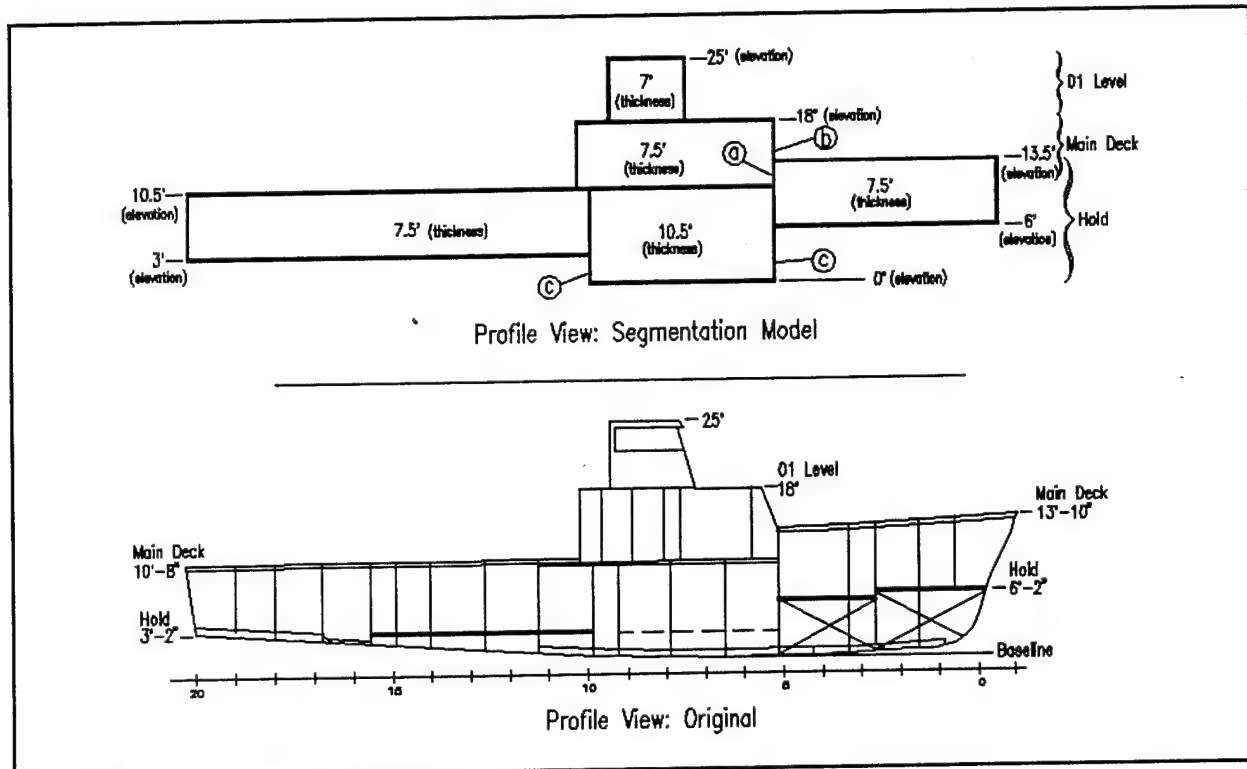 25' (elevation)
7'
(thickness)
01 Level
18" (elevation)
b
Main Deck
7.5'
(thickness)
a
13.5'
(elevation)
10.5'
(elevation)
7.5' (thickness)
10.5'
(thickness)
7.5'
(thickness)
6'
(elevation)
Hold
3'
(elevation)
c
c
0" (elevation)
Profile View: Segmentation Model
25'
01 Level
18"
Main Deck
13'-10"
Main Deck
10'-8"
Hold
6'-2"
Hold
3'-2"
Baseline
20 15 10 5 0
Profile View: Original